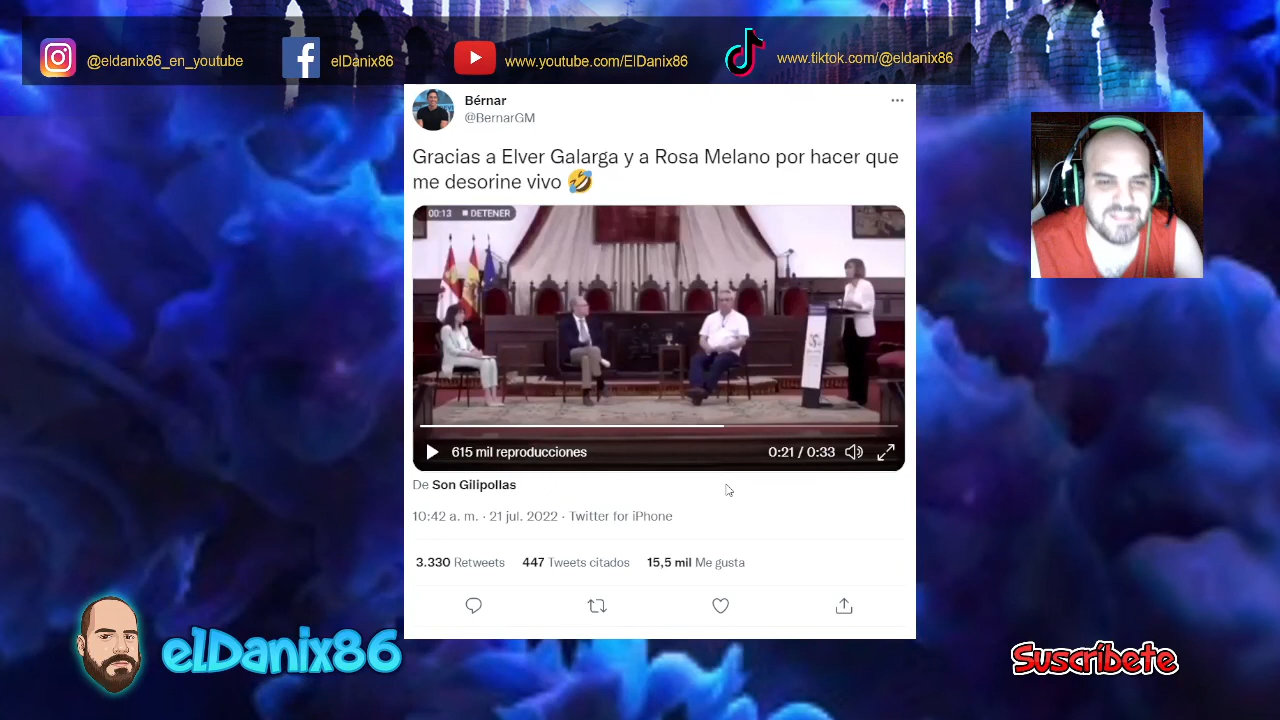 @eldanix86_en_youtube
elDanix86
www.youtube.com/ElDanix86
www.tiktok.com/@eldanix86
Bérnar
@BernarGM
Gracias a Elver Galarga y a Rosa Melano por hacer que
me desorine vivo 🤣
00:13 DETENER
615 mil reproducciones
0:21 / 0:33
De Son Gilipollas
10:42 a. m. · 21 jul. 2022 · Twitter for iPhone
3.330 Retweets 447 Tweets citados 15,5 mil Me gusta
elDanix86
Suscríbete